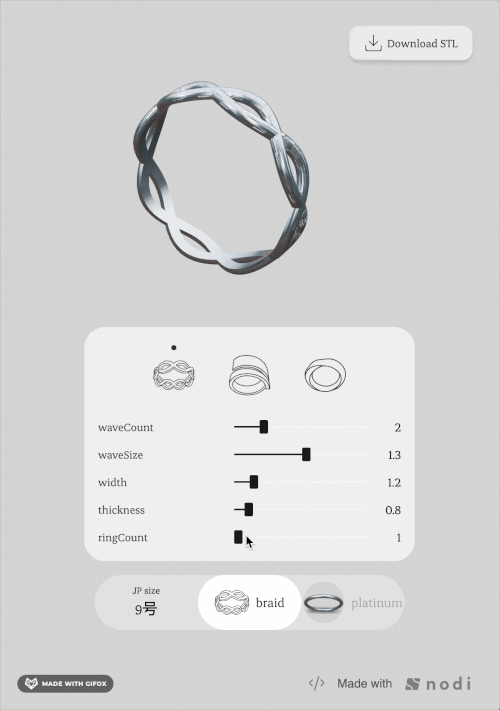 Download STL
waveCount 2
waveSize 1.3
width 1.2
thickness 0.8
ringCount 1
JP size
9号
braid
platinum
MADE WITH GIFOX
</> Made with nodi